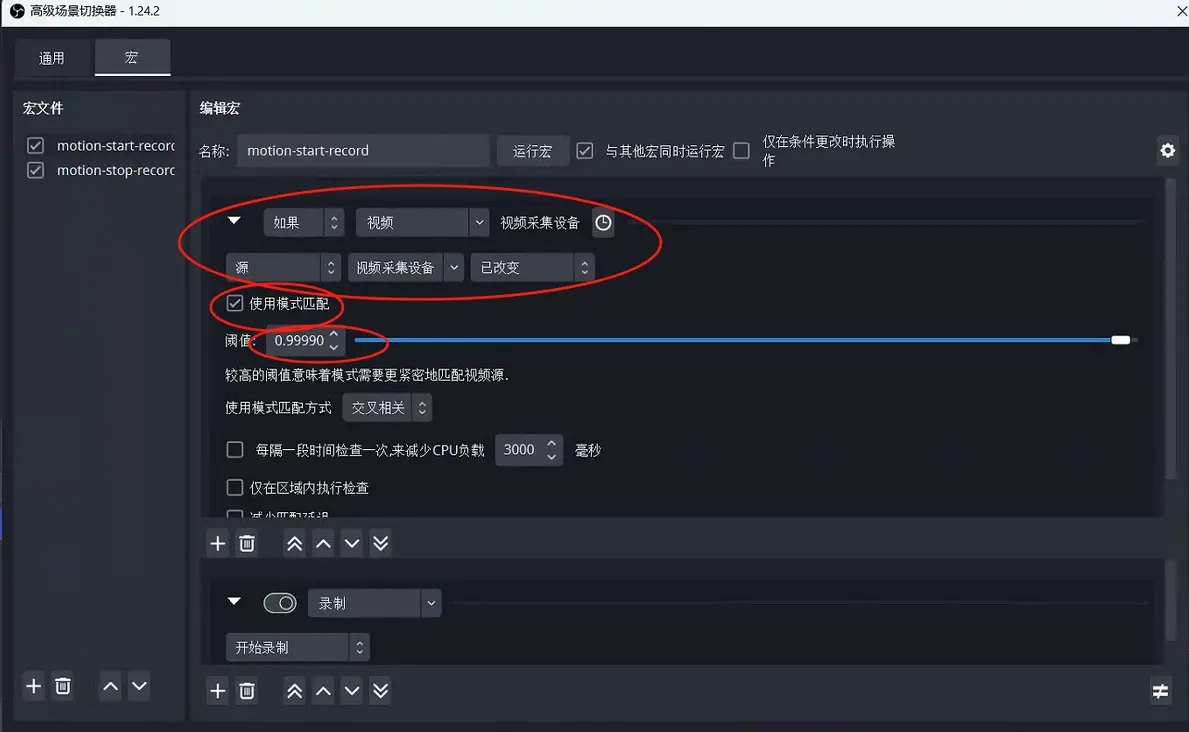 高级场景切换器 - 1.24.2
通用
宏
宏文件
motion-start-recorc
motion-stop-recorc
编辑宏
名称:
motion-start-record
运行宏
与其他宏同时运行宏
仅在条件更改时执行操
作
如果
视频
视频采集设备
源
视频采集设备
已改变
使用模式匹配
阈值:
0.99990
较高的阈值意味着模式需要更紧密地匹配视频源.
使用模式匹配方式
交叉相关
每隔一段时间检查一次,来减少CPU负载
3000
毫秒
仅在区域内执行检查
减少匹配延迟
录制
开始录制